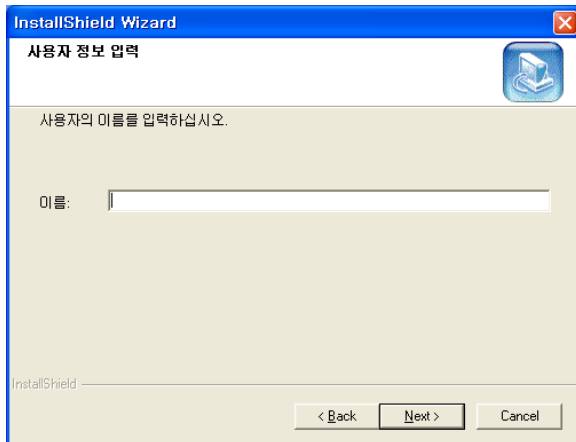 InstallShield Wizard
사용자 정보 입력
사용자의 이름를 입력하십시오.
이름:
InstallShield
< Back Next > Cancel